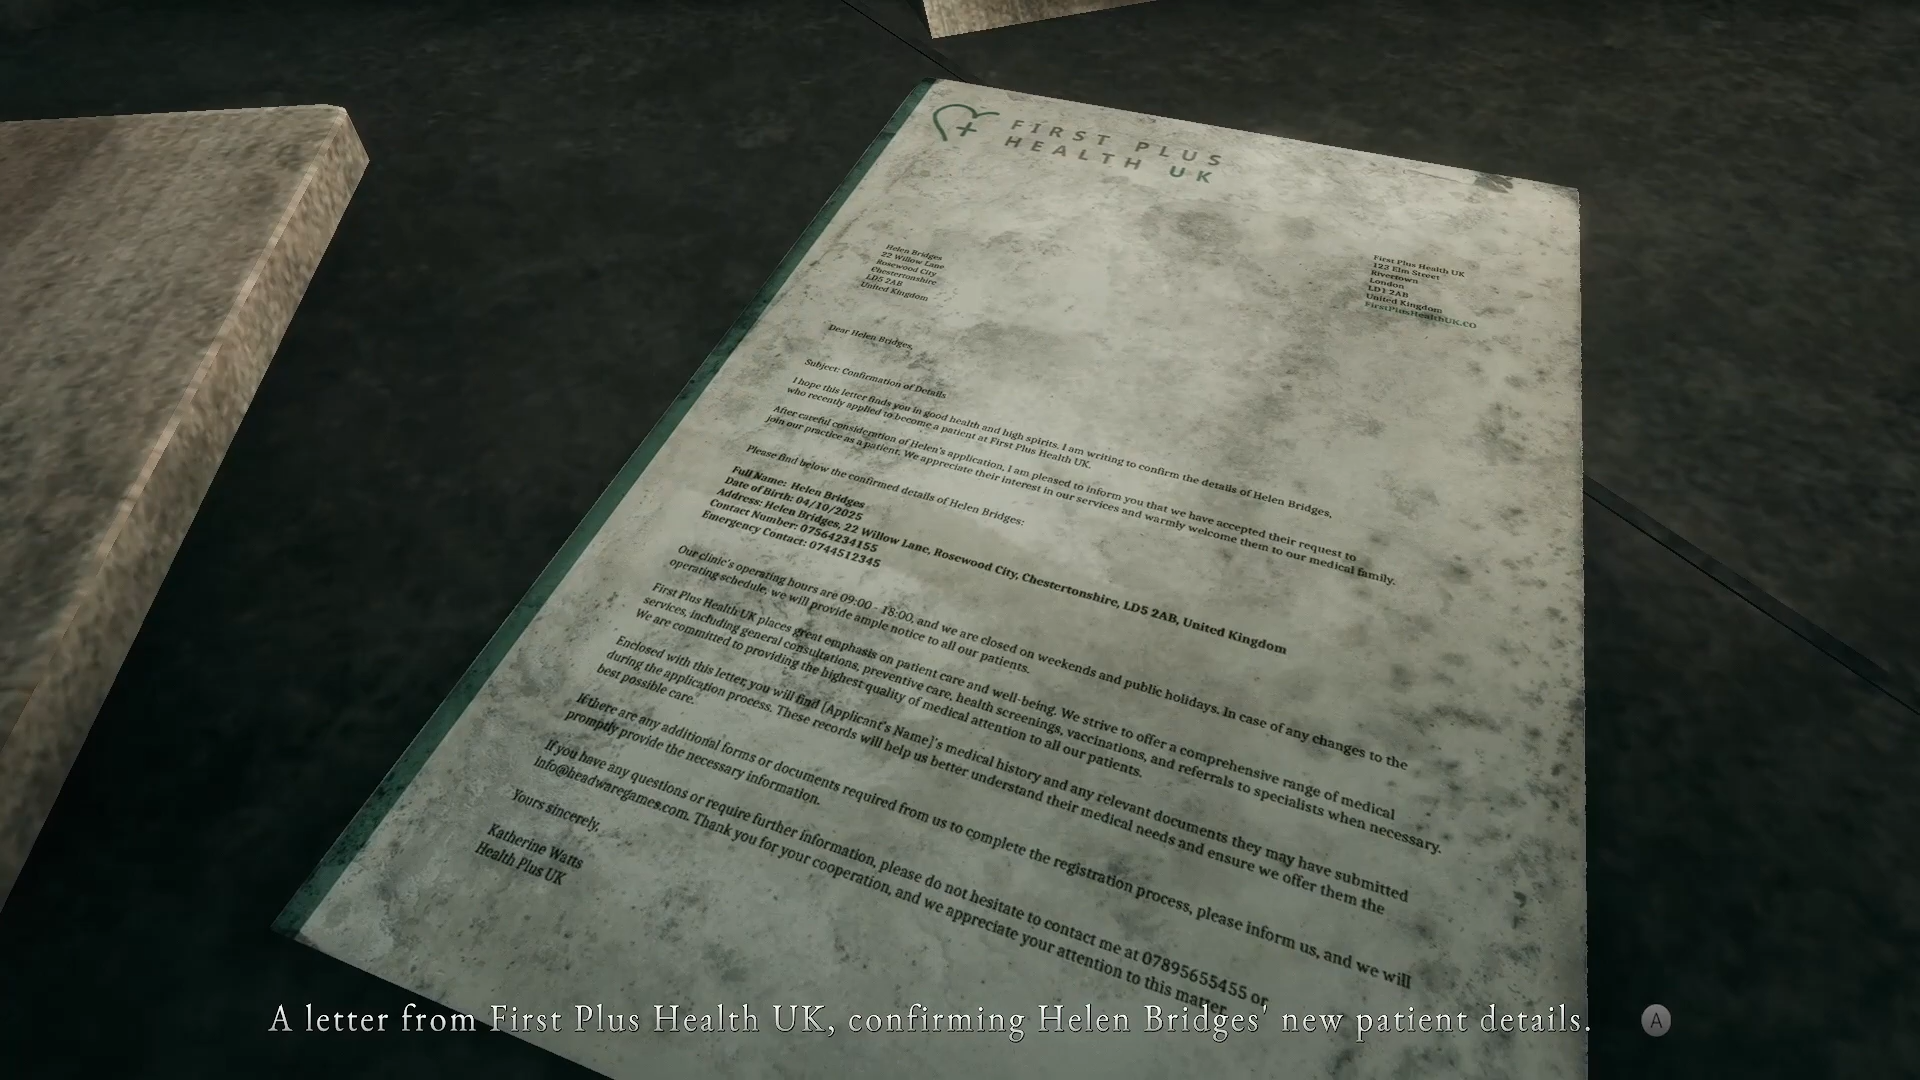 FIRST PLUS
HEALTH UK
Helen Bridges
22 Willow Lane
Rosewood City
Chestertonshire
LD5 2AB
United Kingdom
First Plus Health UK
122 Elm Street
Rivertown
London
LD1 2AB
United Kingdom
FirstPlusHealthUK.CO
Dear Helen Bridges,
Subject: Confirmation of Details
I hope this letter finds you in good health and high spirits. I am writing to confirm the details of Helen Bridges,
who recently applied to become a patient at First Plus Health UK.
After careful consideration of Helen's application, I am pleased to inform you that we have accepted their request to
join our practice as a patient. We appreciate their interest in our services and warmly welcome them to our medical family.
Please find below the confirmed details of Helen Bridges:
Full Name: Helen Bridges
Date of Birth: 04/10/2025
Address: Helen Bridges, 22 Willow Lane, Rosewood City, Chestertonshire, LD5 2AB, United Kingdom
Contact Number: 07564234155
Emergency Contact: 0744512345
Our clinic's operating hours are 09:00 - 18:00, and we are closed on weekends and public holidays. In case of any changes to the
operating schedule, we will provide ample notice to all our patients.
First Plus Health UK places great emphasis on patient care and well-being. We strive to offer a comprehensive range of medical
services, including general consultations, preventive care, health screenings, vaccinations, and referrals to specialists when necessary.
We are committed to providing the highest quality of medical attention to all our patients.
Enclosed with this letter, you will find [Applicant's Name]'s medical history and any relevant documents they may have submitted
during the application process. These records will help us better understand their medical needs and ensure we offer them the
best possible care.
If there are any additional forms or documents required from us to complete the registration process, please inform us, and we will
promptly provide the necessary information.
If you have any questions or require further information, please do not hesitate to contact me at 07895655455 or
info@headwaregames.com. Thank you for your cooperation, and we appreciate your attention to this matter.
Yours sincerely,
Katherine Watts
Health Plus UK
A letter from First Plus Health UK, confirming Helen Bridges' new patient details.
A